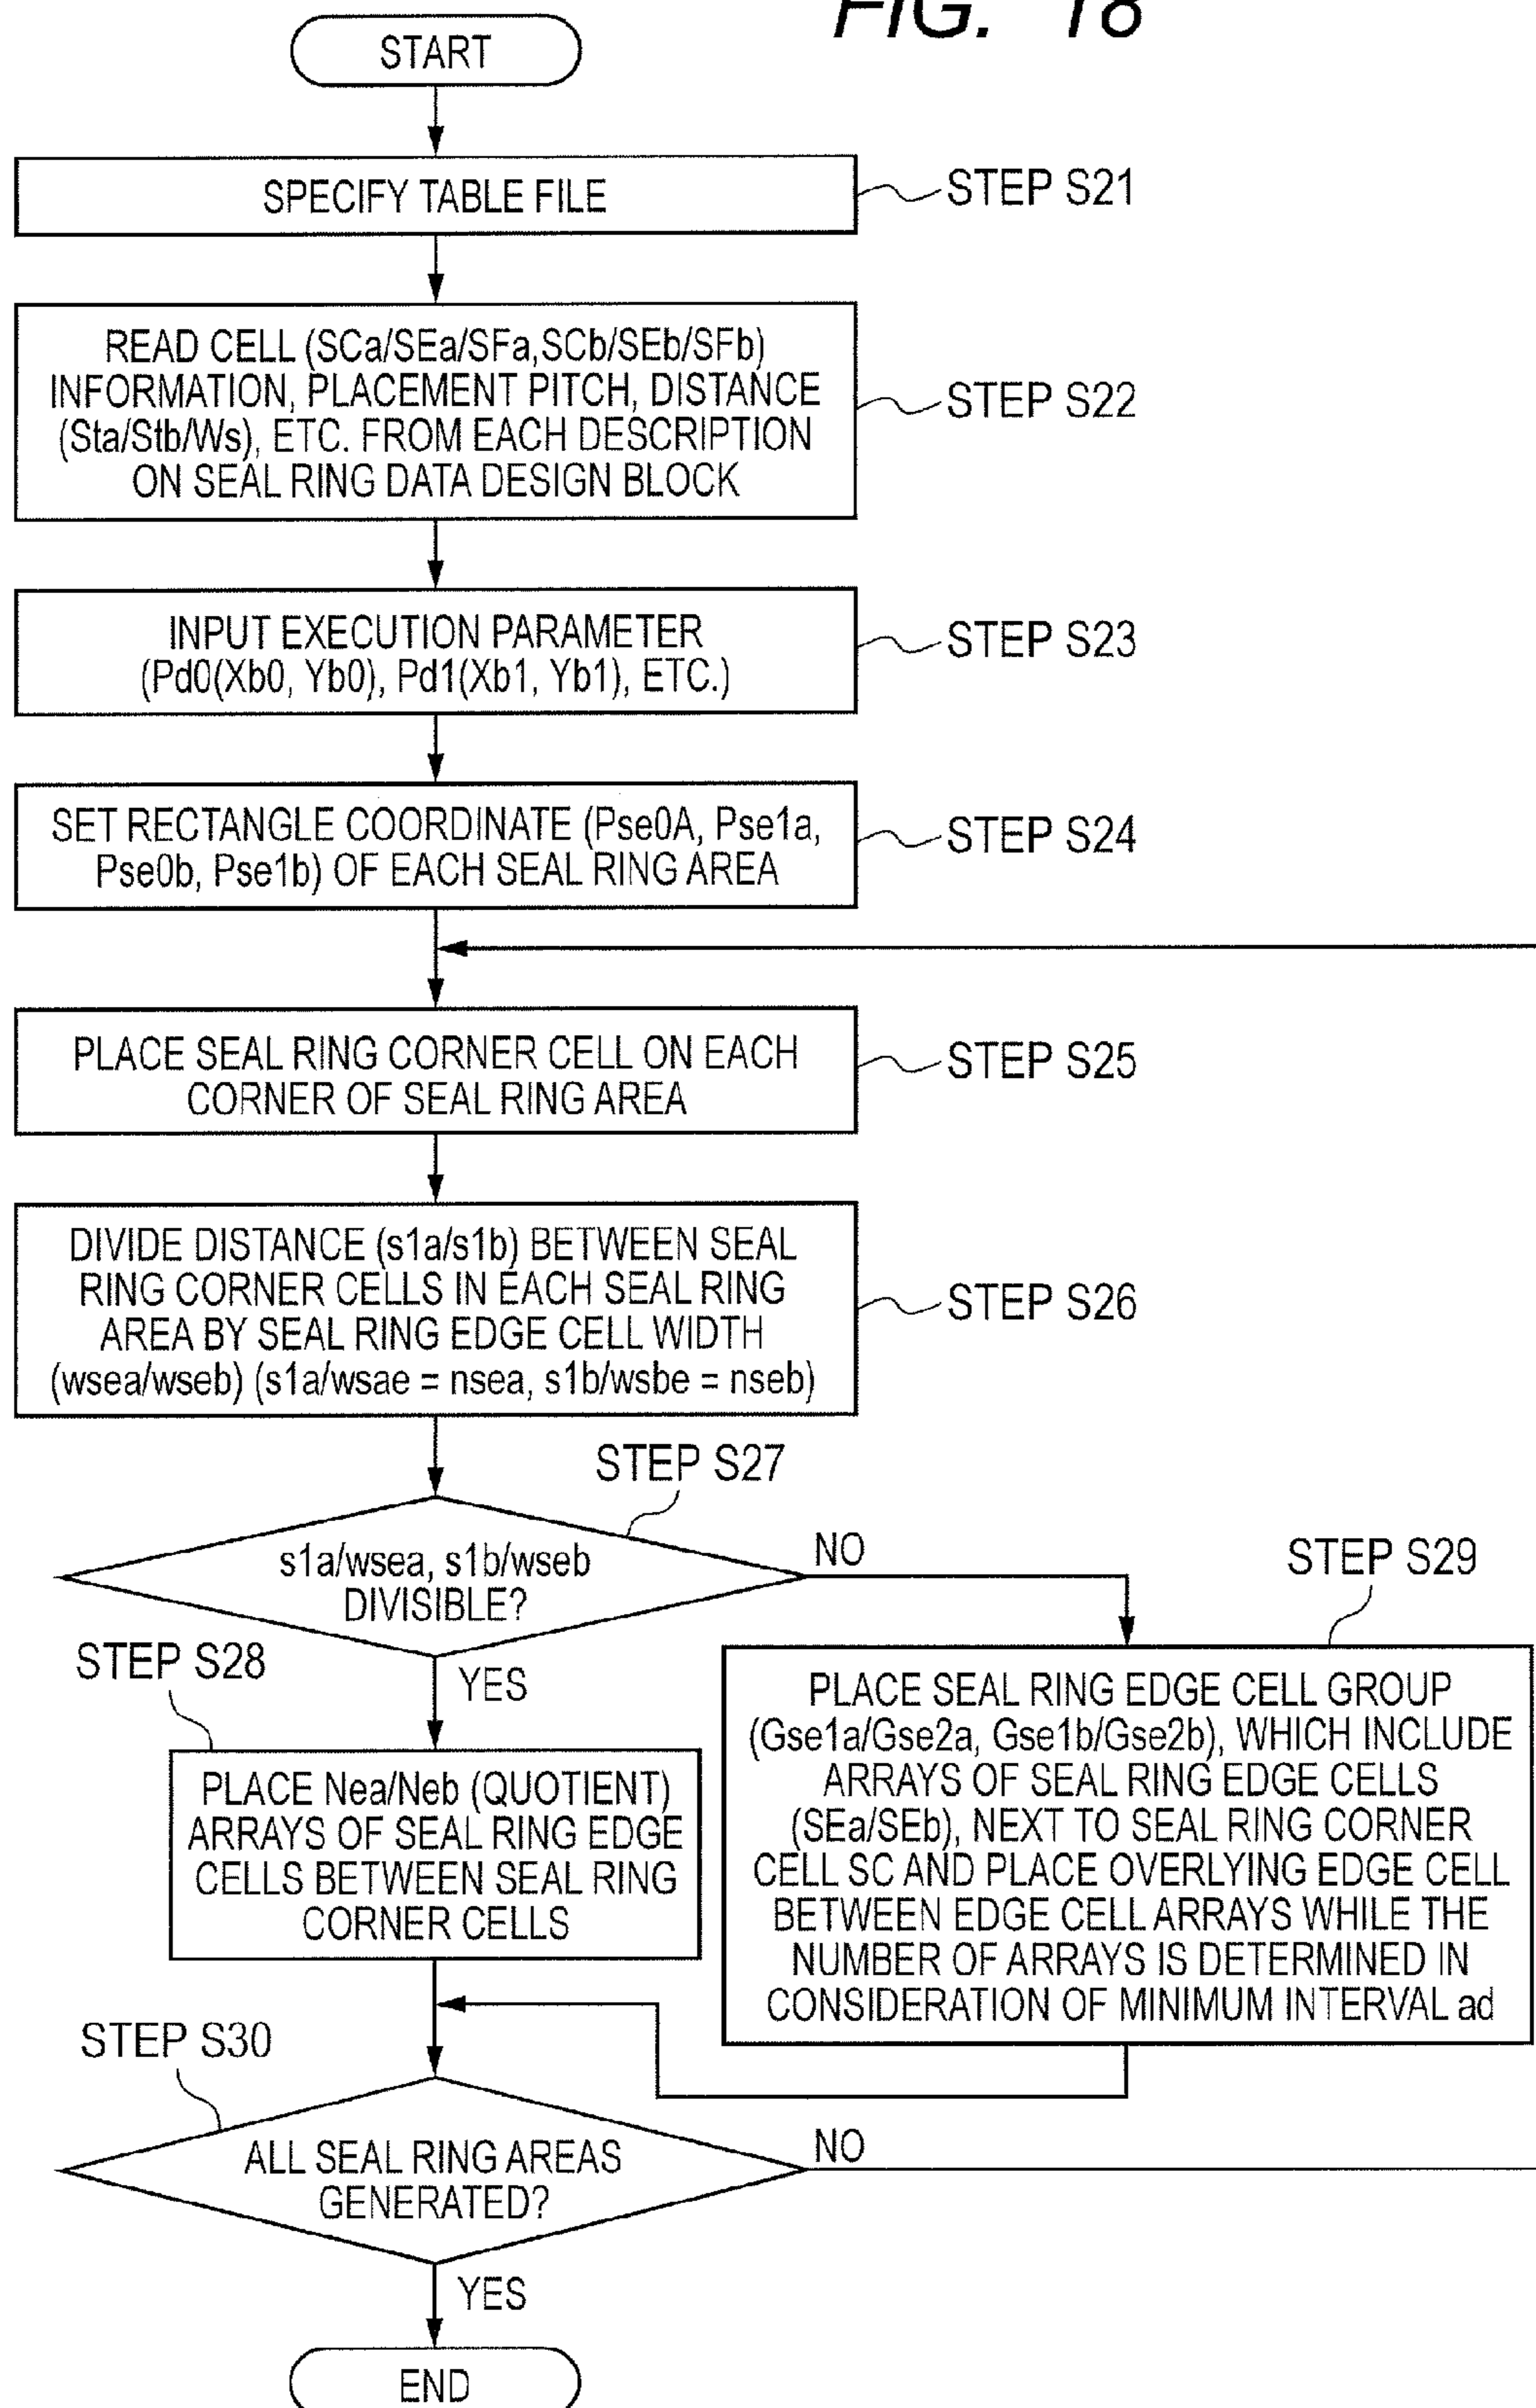 FIG. 18
START
SPECIFY TABLE FILE
STEP S21
READ CELL (SCa/SEa/SFa,SCb/SEb/SFb)
INFORMATION, PLACEMENT PITCH, DISTANCE
(Sta/Stb/Ws), ETC. FROM EACH DESCRIPTION
ON SEAL RING DATA DESIGN BLOCK
STEP S22
INPUT EXECUTION PARAMETER
(Pd0(Xb0, Yb0), Pd1(Xb1, Yb1), ETC.)
STEP S23
SET RECTANGLE COORDINATE (Pse0A, Pse1a,
Pse0b, Pse1b) OF EACH SEAL RING AREA
STEP S24
PLACE SEAL RING CORNER CELL ON EACH
CORNER OF SEAL RING AREA
STEP S25
DIVIDE DISTANCE (s1a/s1b) BETWEEN SEAL
RING CORNER CELLS IN EACH SEAL RING
AREA BY SEAL RING EDGE CELL WIDTH
(wsea/wseb) (s1a/wsae = nsea, s1b/wsbe = nseb)
STEP S26
STEP S27
s1a/wsea, s1b/wseb
DIVISIBLE?
NO
YES
STEP S28
PLACE Nea/Neb (QUOTIENT)
ARRAYS OF SEAL RING EDGE
CELLS BETWEEN SEAL RING
CORNER CELLS
STEP S29
PLACE SEAL RING EDGE CELL GROUP
(Gse1a/Gse2a, Gse1b/Gse2b), WHICH INCLUDE
ARRAYS OF SEAL RING EDGE CELLS
(SEa/SEb), NEXT TO SEAL RING CORNER
CELL SC AND PLACE OVERLYING EDGE CELL
BETWEEN EDGE CELL ARRAYS WHILE THE
NUMBER OF ARRAYS IS DETERMINED IN
CONSIDERATION OF MINIMUM INTERVAL ad
STEP S30
ALL SEAL RING AREAS
GENERATED?
NO
YES
END